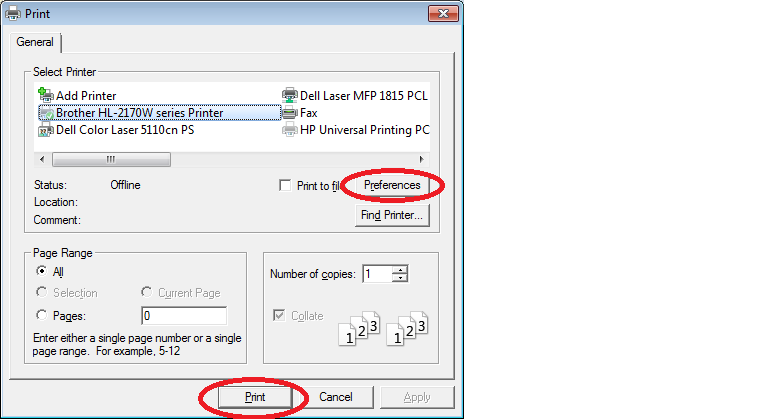 Print
General
Select Printer
Add Printer
Dell Laser MFP 1815 PCL
Brother HL-2170W series Printer
Fax
Dell Color Laser 5110cn PS
HP Universal Printing PC
Status: Offline
Print to fil
Preferences
Location:
Comment:
Find Printer...
Page Range
All
Selection
Current Page
Pages: 0
Enter either a single page number or a single
page range. For example, 5-12
Number of copies: 1
Collate
1 2 3 1 2 3
Print
Cancel
Apply